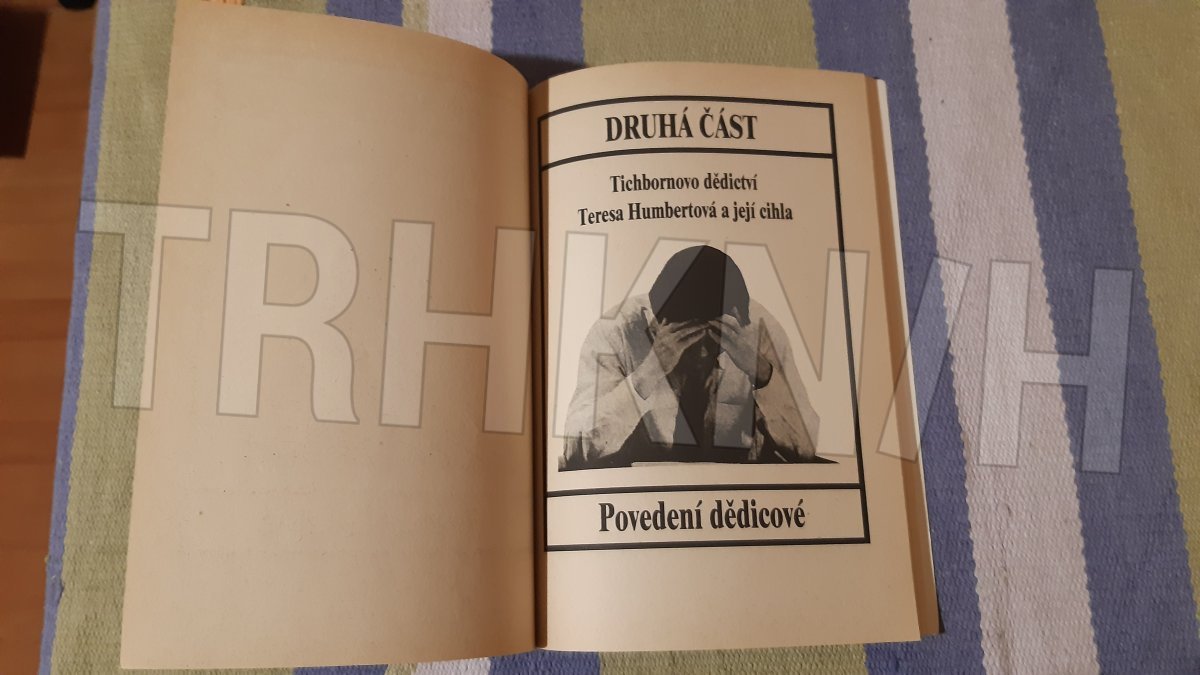 DRUHÁ ČÁST
Tichbornovo dědictví
Teresa Humbertová a její cihla
TRHKNIH
Povedení dědicové